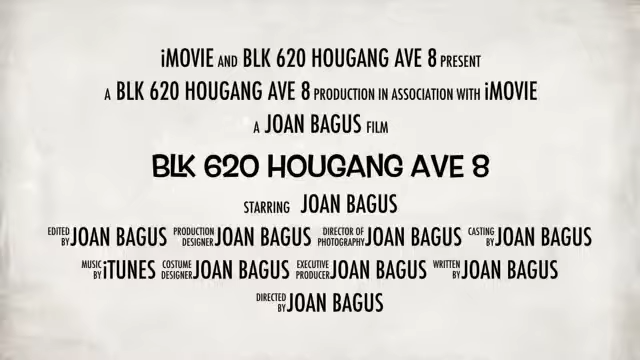 iMOVIE AND BLK 620 HOUGANG AVE 8 PRESENT
A BLK 620 HOUGANG AVE 8 PRODUCTION IN ASSOCIATION WITH iMOVIE
A JOAN BAGUS FILM
BLK 620 HOUGANG AVE 8
STARRING JOAN BAGUS
EDITED BY JOAN BAGUS PRODUCTION DESIGNER JOAN BAGUS DIRECTOR OF PHOTOGRAPHY JOAN BAGUS CASTING BY JOAN BAGUS
MUSIC BY iTUNES COSTUME DESIGNER JOAN BAGUS EXECUTIVE PRODUCER JOAN BAGUS WRITTEN BY JOAN BAGUS
DIRECTED BY JOAN BAGUS